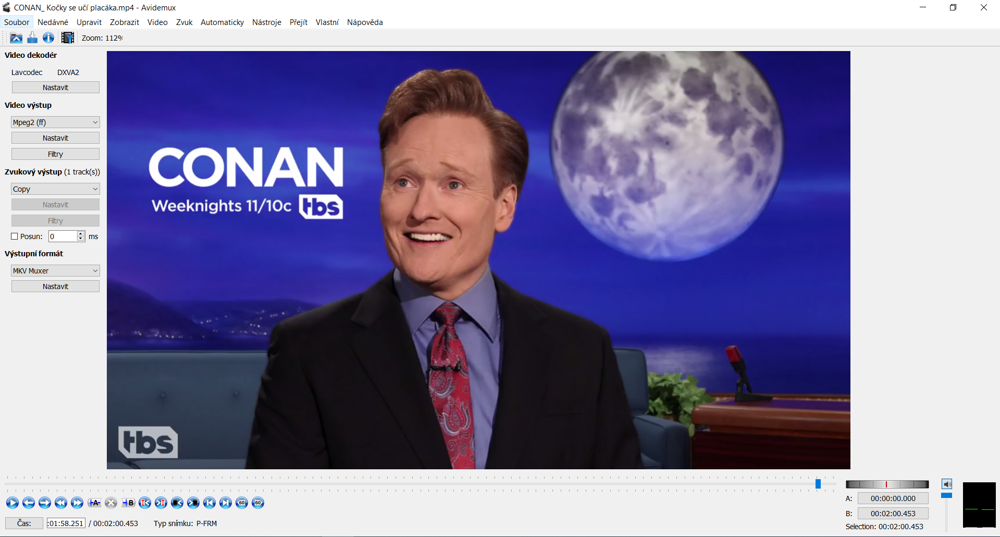 CONAN_ Kočky se učí placáka.mp4 - Avidemux
Soubor Nedávné Upravit Zobrazit Video Zvuk Automaticky Nástroje Přejít Vlastní Nápověda
Zoom: 112%
Video dekodér
Lavcodec DXVA2
Nastavit
Video výstup
Mpeg2 (ff)
Nastavit
Filtry
Zvukový výstup (1 track(s))
Copy
Nastavit
Filtry
Posun: 0 ms
Výstupní formát
MKV Muxer
Nastavit
CONAN
Weeknights 11/10c tbs
tbs
A B 60 60
Čas: :01:58.251 / 00:02:00.453 Typ snímku: P-FRM
A: 00:00:00.000
B: 00:02:00.453
Selection: 00:02:00.453